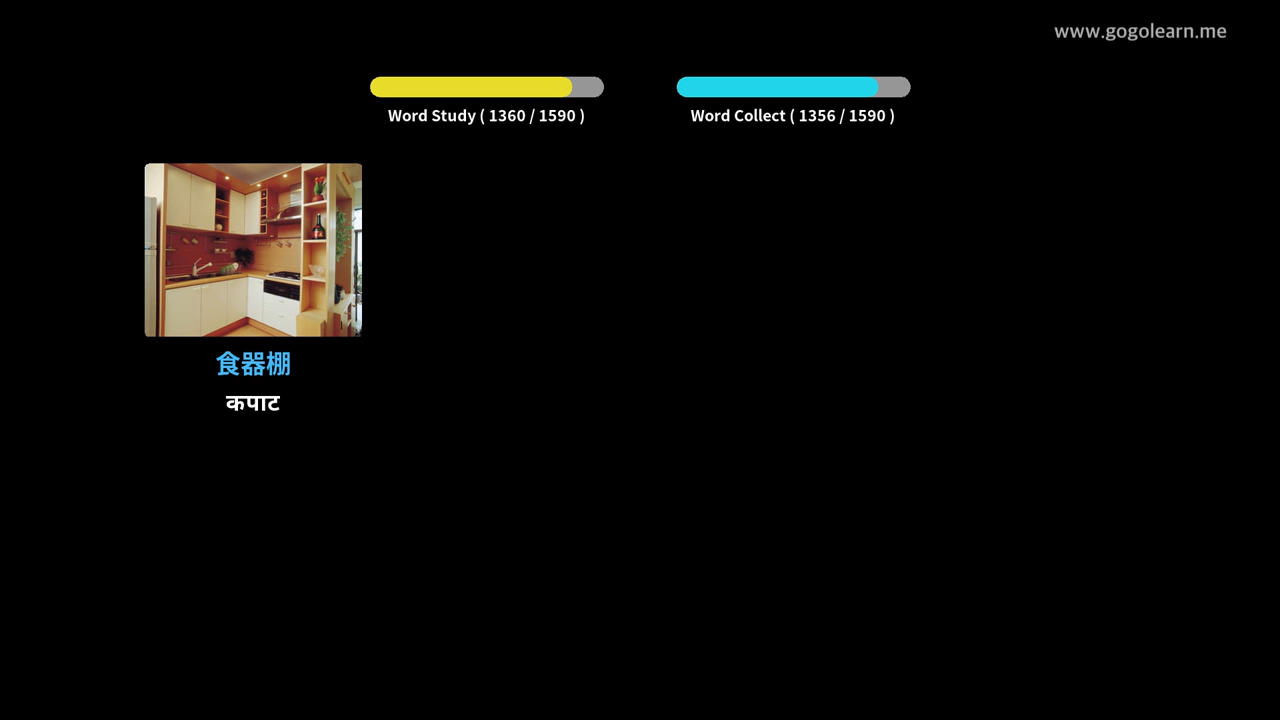 www.gogolearn.me
Word Study ( 1360 / 1590 )
Word Collect ( 1356 / 1590 )
食器棚
कपाट